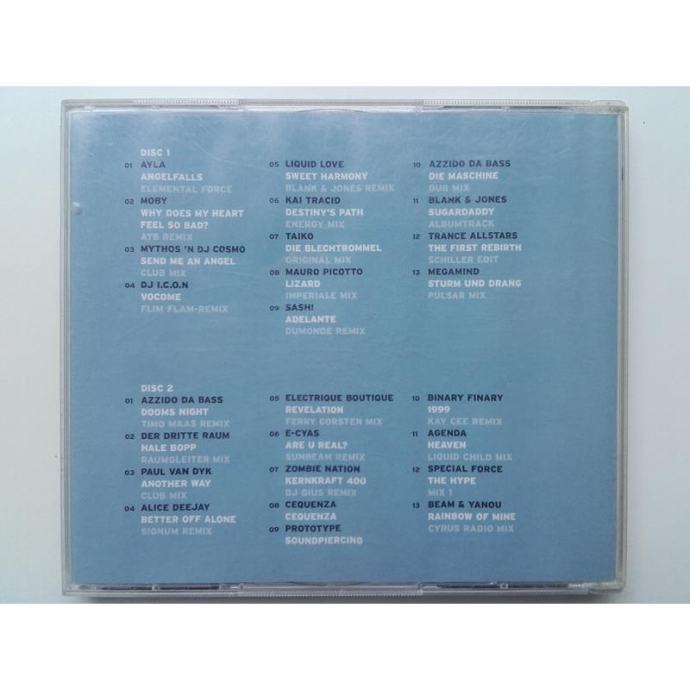 DISC 1
01 AYLA
ANGELFALLS
ELEMENTAL FORCE
02 MOBY
WHY DOES MY HEART
FEEL SO BAD?
ATB REMIX
03 MYTHOS 'N DJ COSMO
SEND ME AN ANGEL
CLUB MIX
04 DJ I.C.O.N
VOCOME
FLIM FLAM-REMIX
05 LIQUID LOVE
SWEET HARMONY
BLANK & JONES REMIX
06 KAI TRACID
DESTINY'S PATH
ENERGY MIX
07 TAIKO
DIE BLECHTROMMEL
ORIGINAL MIX
08 MAURO PICOTTO
LIZARD
IMPERIALE MIX
09 SASH!
ADELANTE
DUMONDE REMIX
10 AZZIDO DA BASS
DIE MASCHINE
DUB MIX
11 BLANK & JONES
SUGARDADDY
ALBUMTRACK
12 TRANCE ALLSTARS
THE FIRST REBIRTH
SCHILLER EDIT
13 MEGAMIND
STURM UND DRANG
PULSAR MIX
DISC 2
01 AZZIDO DA BASS
DOOMS NIGHT
TIMO MAAS REMIX
02 DER DRITTE RAUM
HALE BOPP
RAUMGLEITER MIX
03 PAUL VAN DYK
ANOTHER WAY
CLUB MIX
04 ALICE DEEJAY
BETTER OFF ALONE
SIGNUM REMIX
05 ELECTRIQUE BOUTIQUE
REVELATION
FERRY CORSTEN MIX
06 E-CYAS
ARE U REAL?
SUNBEAM REMIX
07 ZOMBIE NATION
KERNKRAFT 400
DJ GIUS REMIX
08 CEQUENZA
CEQUENZA
09 PROTOTYPE
SOUNDPIERCING
10 BINARY FINARY
1999
KAY CEE REMIX
11 AGENDA
HEAVEN
LIQUID CHILD MIX
12 SPECIAL FORCE
THE HYPE
MIX 1
13 BEAM & YANOU
RAINBOW OF MINE
CYRUS RADIO MIX